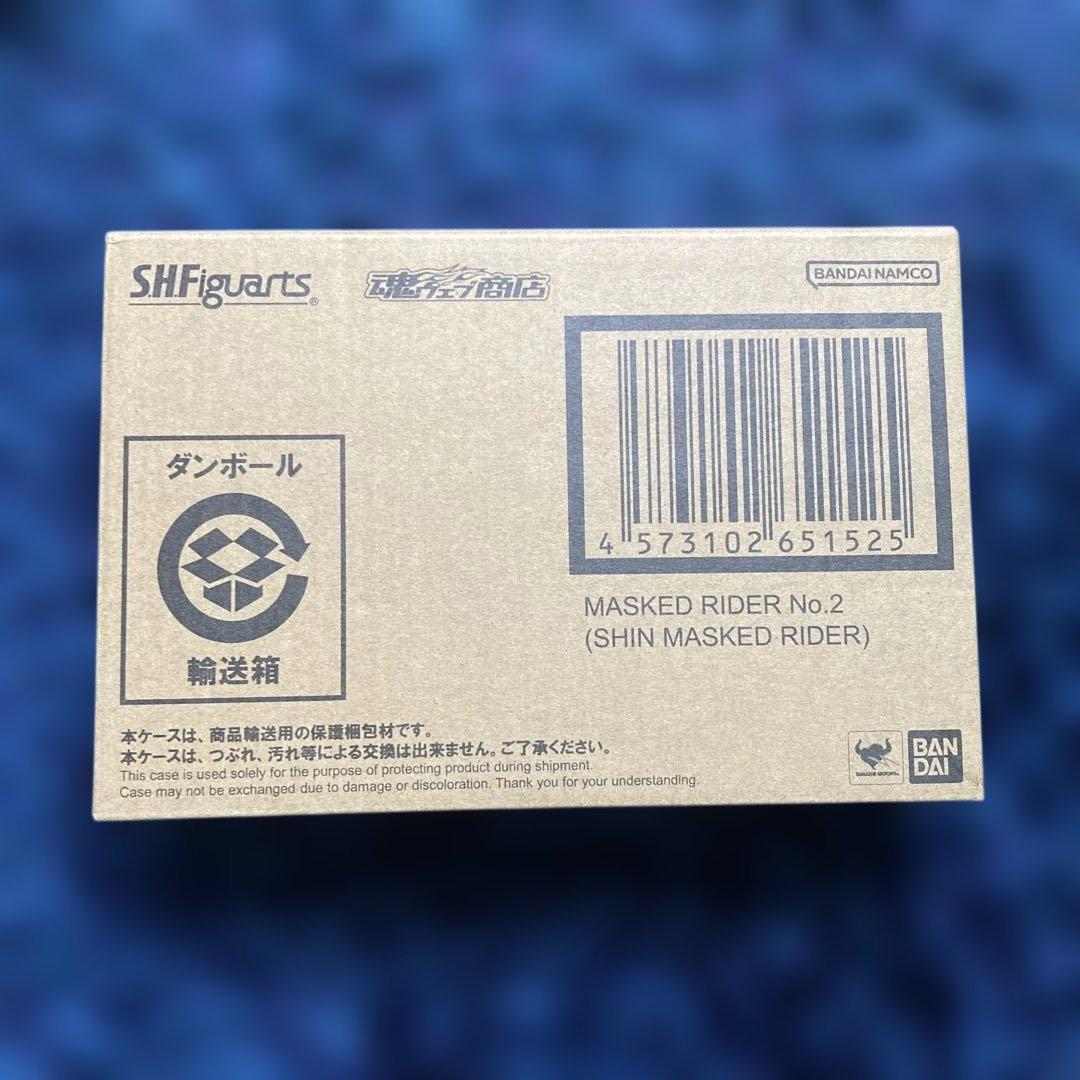 S.H.Figuarts®
魂ウェブ商店
BANDAI NAMCO
4 573102 651525
MASKED RIDER No.2
(SHIN MASKED RIDER)
ダンボール
輸送箱
本ケースは、商品輸送用の保護梱包材です。
本ケースは、つぶれ、汚れ等による交換は出来ません。ご了承ください。
This case is used solely for the purpose of protecting product during shipment.
Case may not be exchanged due to damage or discoloration. Thank you for your understanding.
TAMASHII NATIONS
BAN
DAI